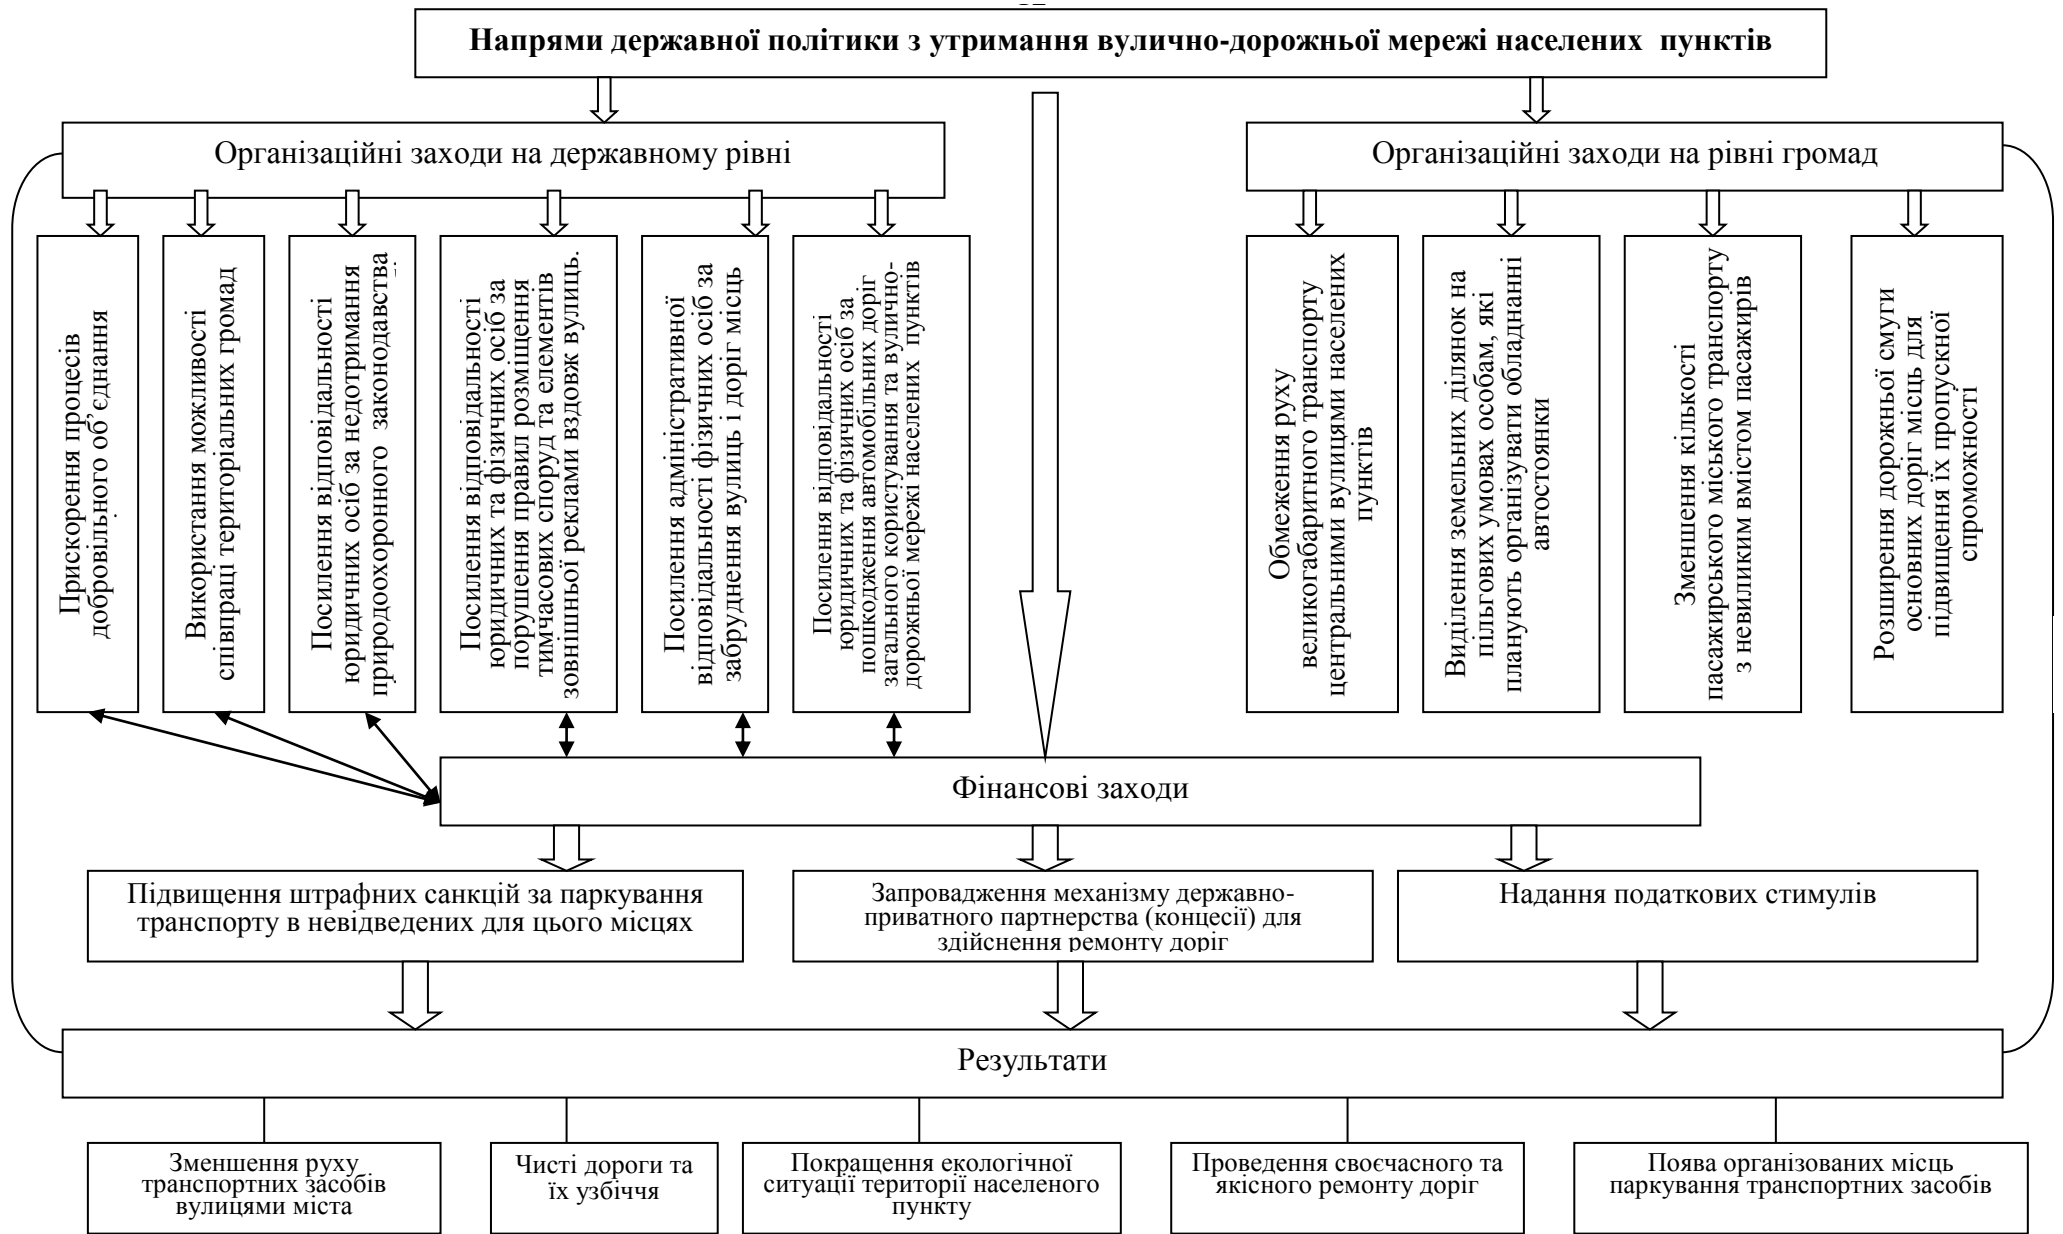 Напрями державної політики з утримання вулично-дорожньої мережі населених пунктів
Організаційні заходи на державному рівні
Організаційні заходи на рівні громад
Прискорення процесів
добровільного об’єднання
Використання можливості
співпраці територіальних громад
Посилення відповідальності
юридичних осіб за недотримання
природоохоронного законодавства
Посилення відповідальності
юридичних та фізичних осіб за
порушення правил розміщення
тимчасових споруд та елементів
зовнішньої реклами вздовж вулиць.
Посилення адміністративної
відповідальності фізичних осіб за
забруднення вулиць і доріг місць
Посилення відповідальності
юридичних та фізичних осіб за
пошкодження автомобільних доріг
загального користування та вулично-
дорожньої мережі населених пунктів
Обмеження руху
великогабаритного транспорту
центральними вулицями населених
пунктів
Виділення земельних ділянок на
пільгових умовах особам, які
планують організувати обладнанні
автостоянки
Зменшення кількості
пасажирського міського транспорту
з невиликим вмістом пасажирів
Розширення дорожньої смуги
основних доріг місць для
підвищення їх пропускної
спроможності
Фінансові заходи
Підвищення штрафних санкцій за паркування
транспорту в невідведених для цього місцях
Запровадження механізму державно-
приватного партнерства (концесії) для
здійснення ремонту доріг
Надання податкових стимулів
Результати
Зменшення руху
транспортних засобів
вулицями міста
Чисті дороги та
їх узбіччя
Покращення екологічної
ситуації території населеного
пункту
Проведення своєчасного та
якісного ремонту доріг
Поява організованих місць
паркування транспортних засобів